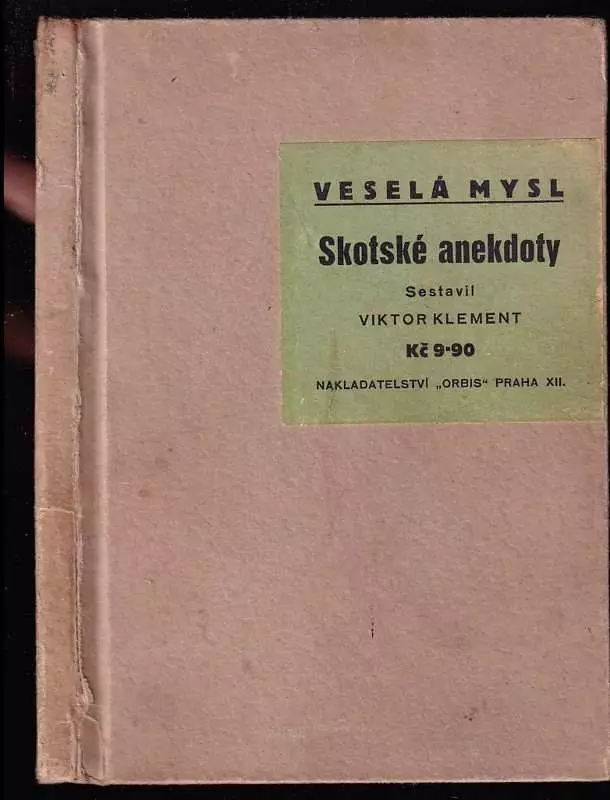 VESELÁ MYSL
Skotské anekdoty
Sestavil
VIKTOR KLEMENT
Kč 9·90
NAKLADATELSTVÍ „ORBIS“ PRAHA XII.